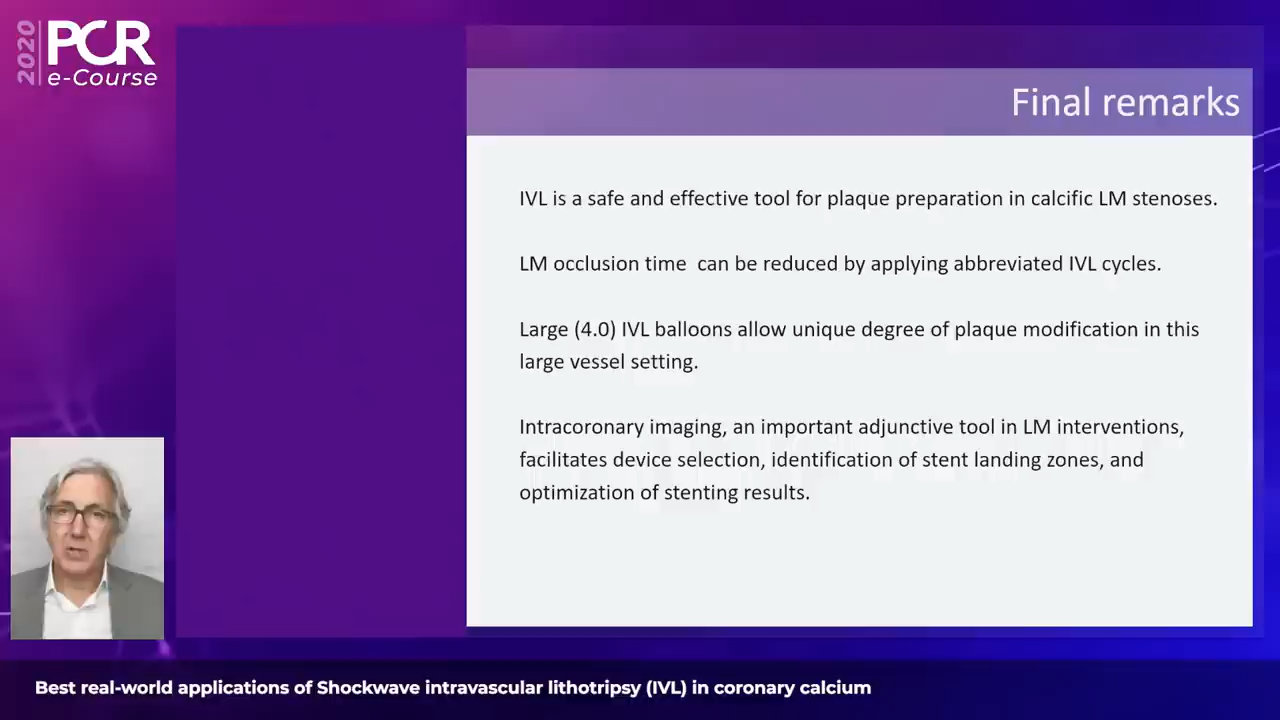 2020
PCR
e-Course
Final remarks
IVL is a safe and effective tool for plaque preparation in calcific LM stenoses.
LM occlusion time  can be reduced by applying abbreviated IVL cycles.
Large (4.0) IVL balloons allow unique degree of plaque modification in this
large vessel setting.
Intracoronary imaging, an important adjunctive tool in LM interventions,
facilitates device selection, identification of stent landing zones, and
optimization of stenting results.
Best real-world applications of Shockwave intravascular lithotripsy (IVL) in coronary calcium